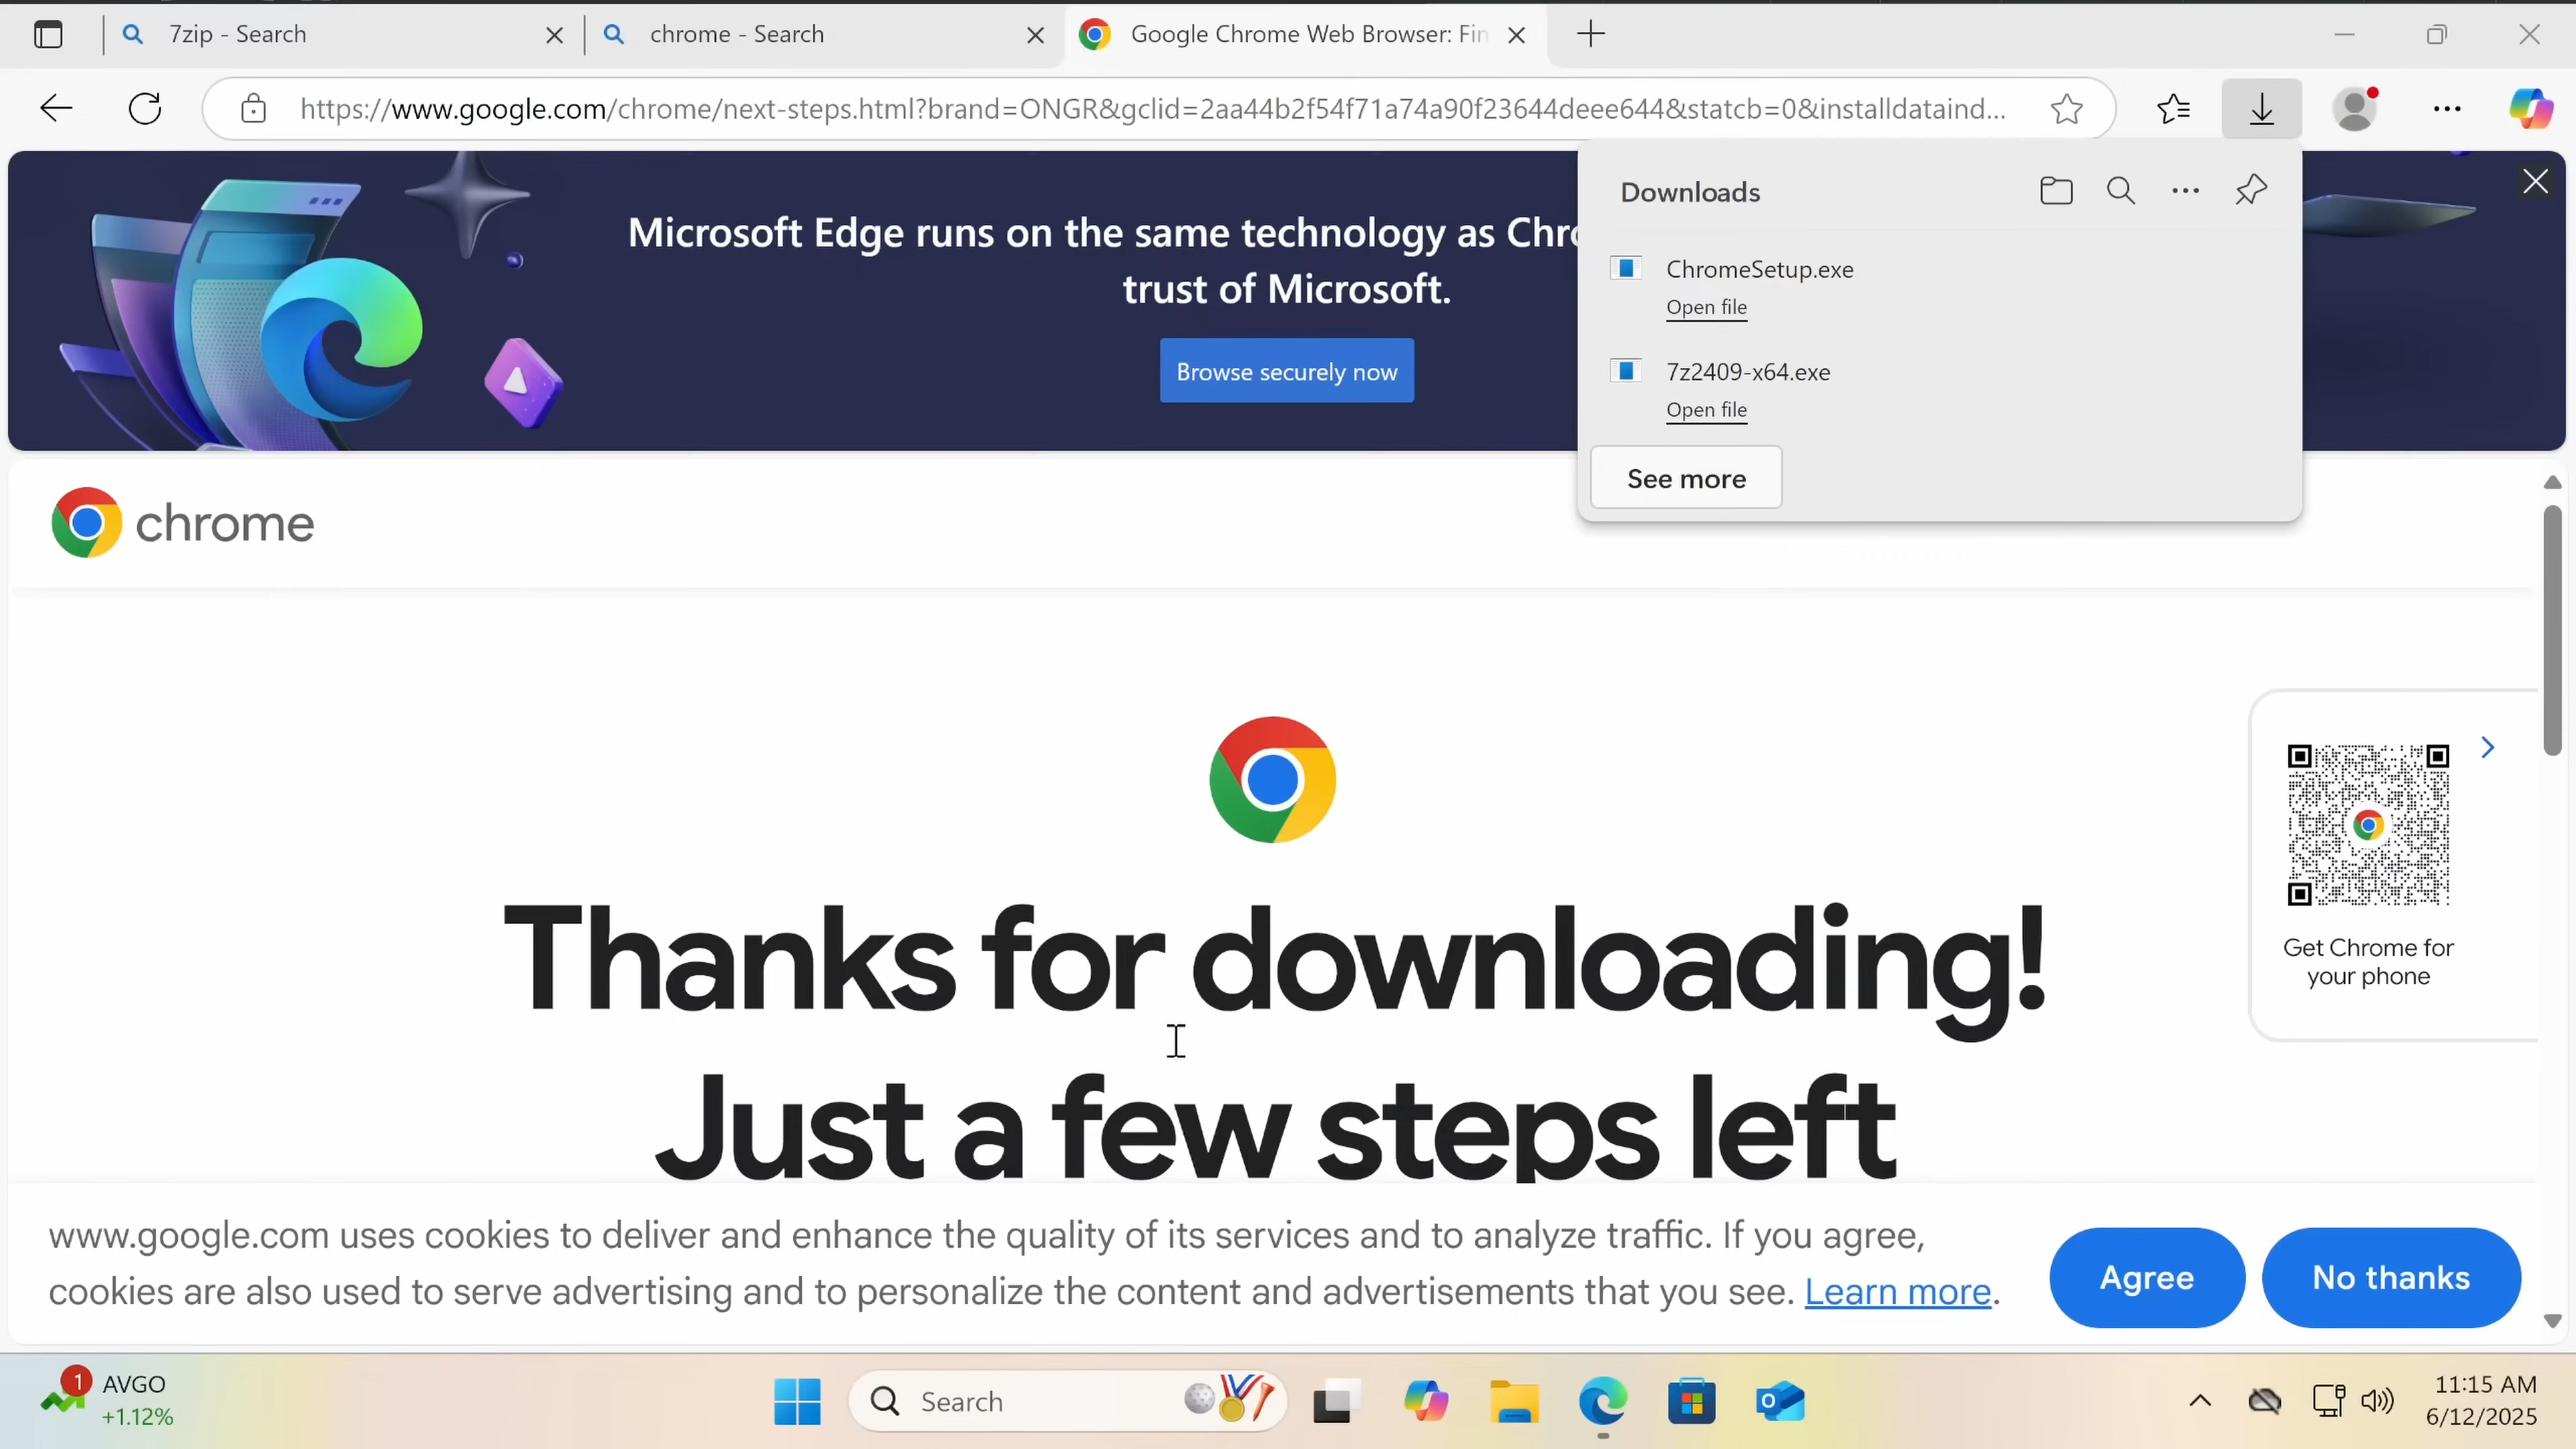 7zip - Search
chrome - Search
Google Chrome Web Browser: Fin
https://www.google.com/chrome/next-steps.html?brand=ONGR&gclid=2aa44b2f54f71a74a90f23644deee644&statcb=0&installdataind...
Microsoft Edge runs on the same technology as Chro
trust of Microsoft.
Browse securely now
Downloads
ChromeSetup.exe
Open file
7z2409-x64.exe
Open file
See more
chrome
Thanks for downloading!
Just a few steps left
Get Chrome for
your phone
www.google.com uses cookies to deliver and enhance the quality of its services and to analyze traffic. If you agree,
cookies are also used to serve advertising and to personalize the content and advertisements that you see. Learn more.
Agree
No thanks
1
AVGO
+1.12%
Search
11:15 AM
6/12/2025